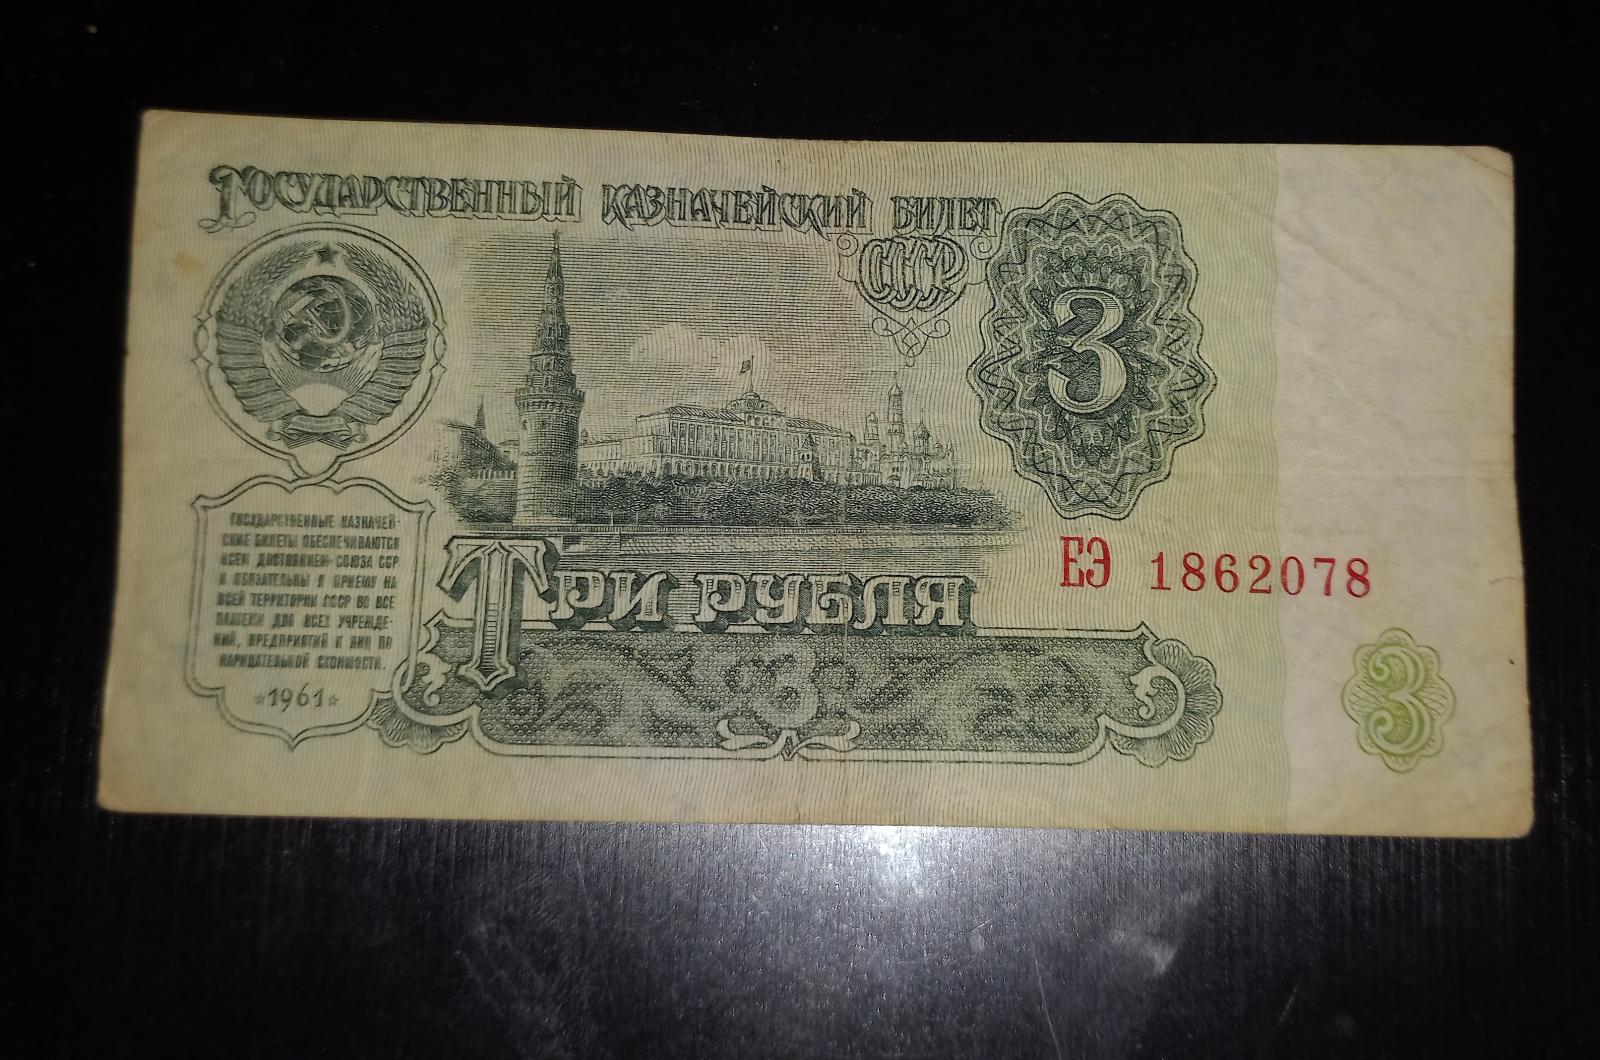 Государственный казначейский билет
СССР
3
Государственные казначей-
ские билеты обеспечиваются
всем достоянием Союза ССР
и обязательны к приему на
всей территории СССР во все
платежи для всех учрежде-
ний, предприятий и лиц по
нарицательной стоимости.
☆1961☆
Три рубля
ЕЭ 1862078
3
3